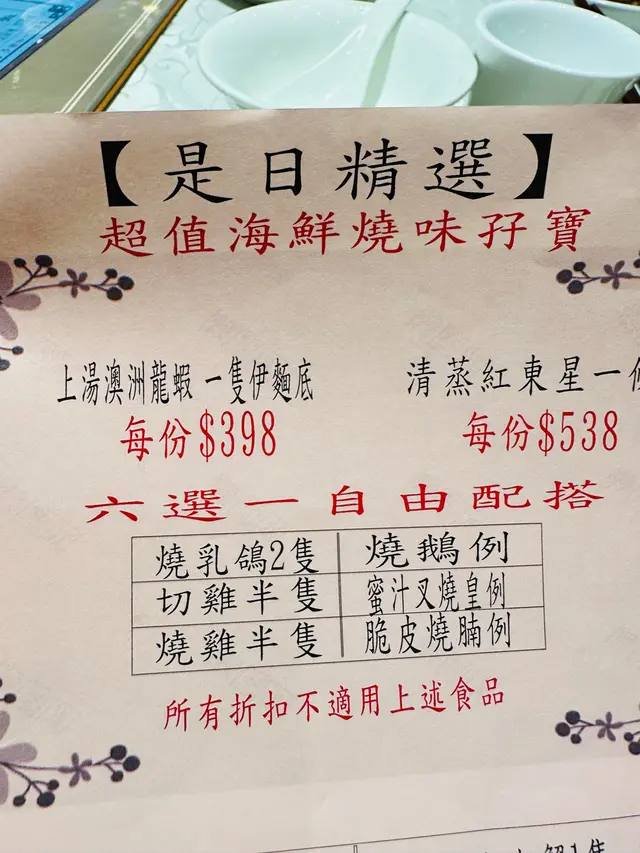 【是日精選】
超值海鮮燒味孖寶
上湯澳洲龍蝦 一隻伊麵底
每份$398
清蒸紅東星一
每份$538
六選一自由配搭
燒乳鴿2隻 燒鵝例
切雞半隻 蜜汁叉燒皇例
燒雞半隻 脆皮燒腩例
所有折扣不適用上述食品